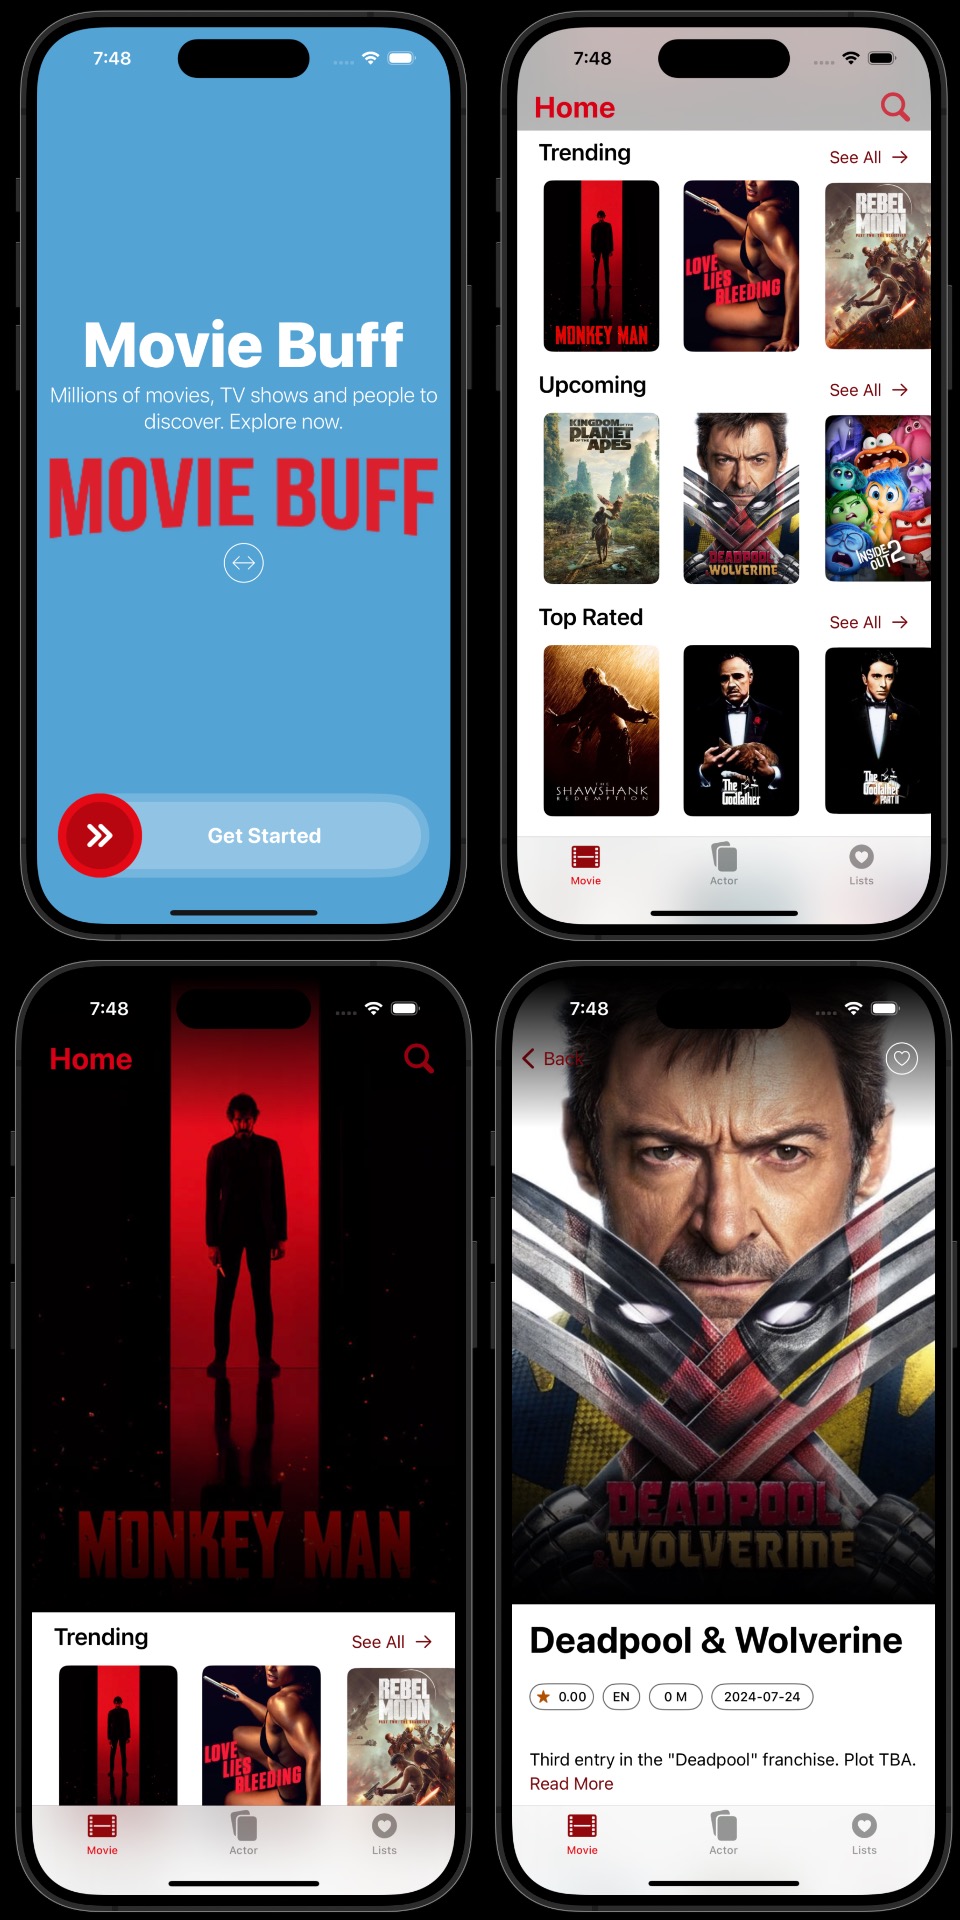 7:48
Movie Buff
Millions of movies, TV shows and people to
discover. Explore now.
MOVIE BUFF
Get Started
7:48
Home
Trending
See All
MONKEY MAN
LOVE
LIES
BLEEDING
REBEL
MOON
Upcoming
See All
KINGDOM OF THE
PLANET
OF THE
APES
DEADPOOL
WOLVERINE
INSIDE
OUT 2
Top Rated
See All
THE
SHAWSHANK
REDEMPTION
The
Godfather
The
Godfather
PART II
Movie
Actor
Lists
7:48
Home
MONKEY MAN
Trending
See All
LOVE
LIES
BLEEDING
REBEL
MOON
Movie
Actor
Lists
7:48
Back
DEADPOOL
& WOLVERINE
Deadpool & Wolverine
0.00
EN
0 M
2024-07-24
Third entry in the "Deadpool" franchise. Plot TBA.
Read More
Movie
Actor
Lists